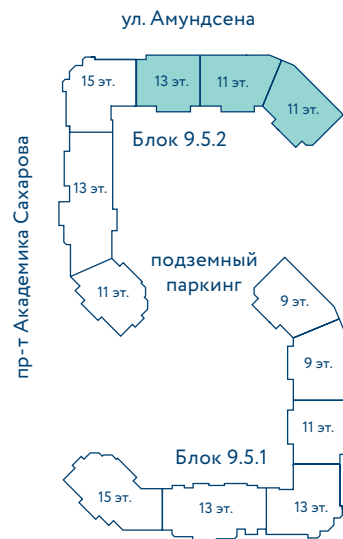 ул. Амундсена
15 эт.
13 эт.
11 эт.
11 эт.
Блок 9.5.2
пр-т Академика Сахарова
13 эт.
подземный
паркинг
11 эт.
9 эт.
9 эт.
11 эт.
Блок 9.5.1
15 эт.
13 эт.
13 эт.